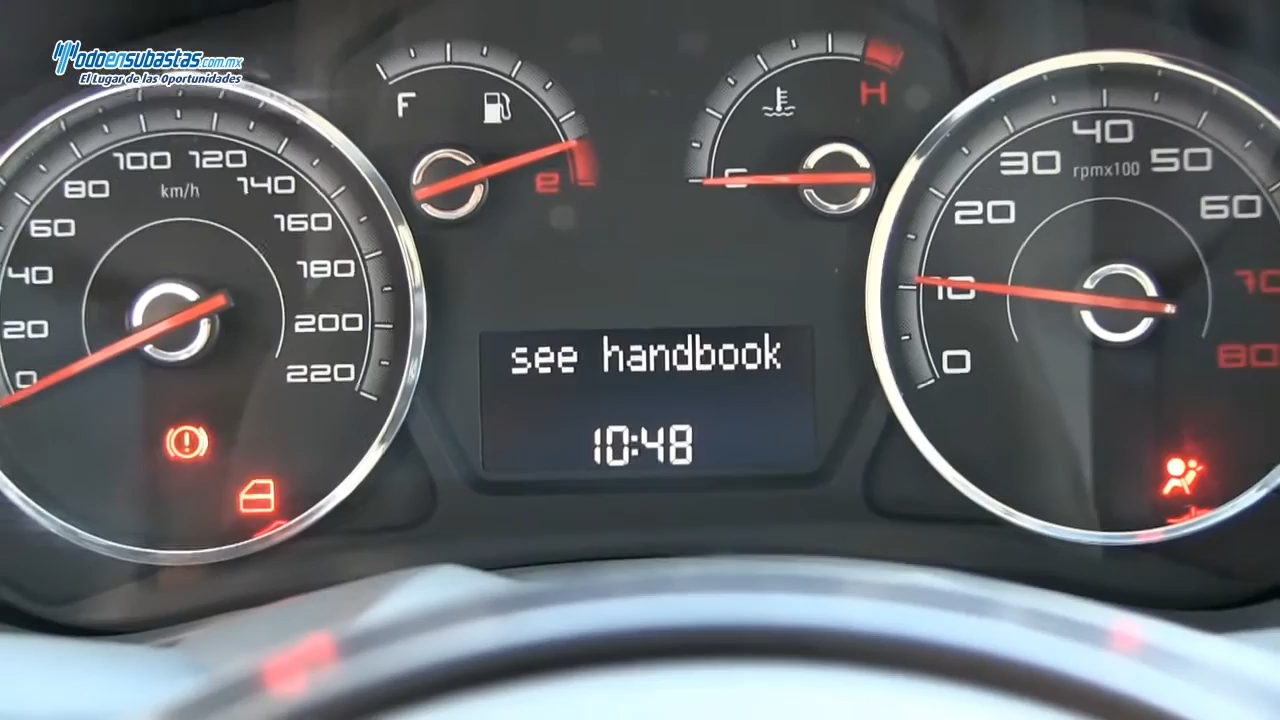 Todoensubastas.com.mx
El Lugar de las Oportunidades
0
20
40
60
80
100
120
140
160
180
200
220
km/h
F
e
C
H
see handbook
10:48
0
10
20
30
40
50
60
70
80
rpmx100